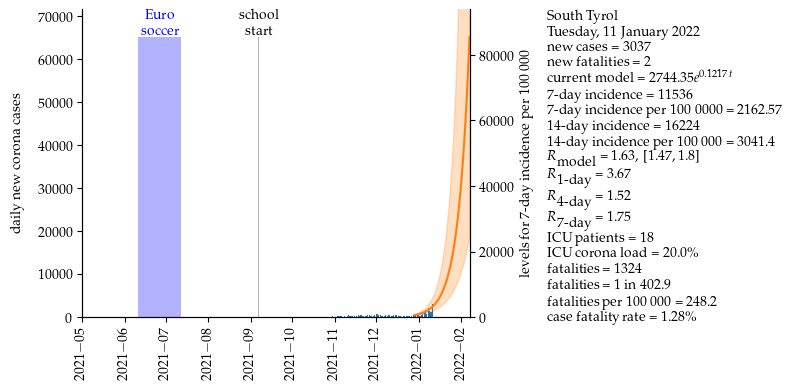 Euro
soccer
school
start
70000
60000
50000
40000
30000
20000
10000
0
daily new corona cases
80000
60000
40000
20000
0
levels for 7-day incidence per 100 000
2021−05
2021−06
2021−07
2021−08
2021−09
2021−10
2021−11
2021−12
2022−01
2022−02
South Tyrol
Tuesday, 11 January 2022
new cases = 3037
new fatalities = 2
current model = 2744.35e^0.1217 t
7-day incidence = 11536
7-day incidence per 100 0000 = 2162.57
14-day incidence = 16224
14-day incidence per 100 000 = 3041.4
R model = 1.63, [1.47, 1.8]
R 1-day = 3.67
R 4-day = 1.52
R 7-day = 1.75
ICU patients = 18
ICU corona load = 20.0%
fatalities = 1324
fatalities = 1 in 402.9
fatalities per 100 000 = 248.2
case fatality rate = 1.28%